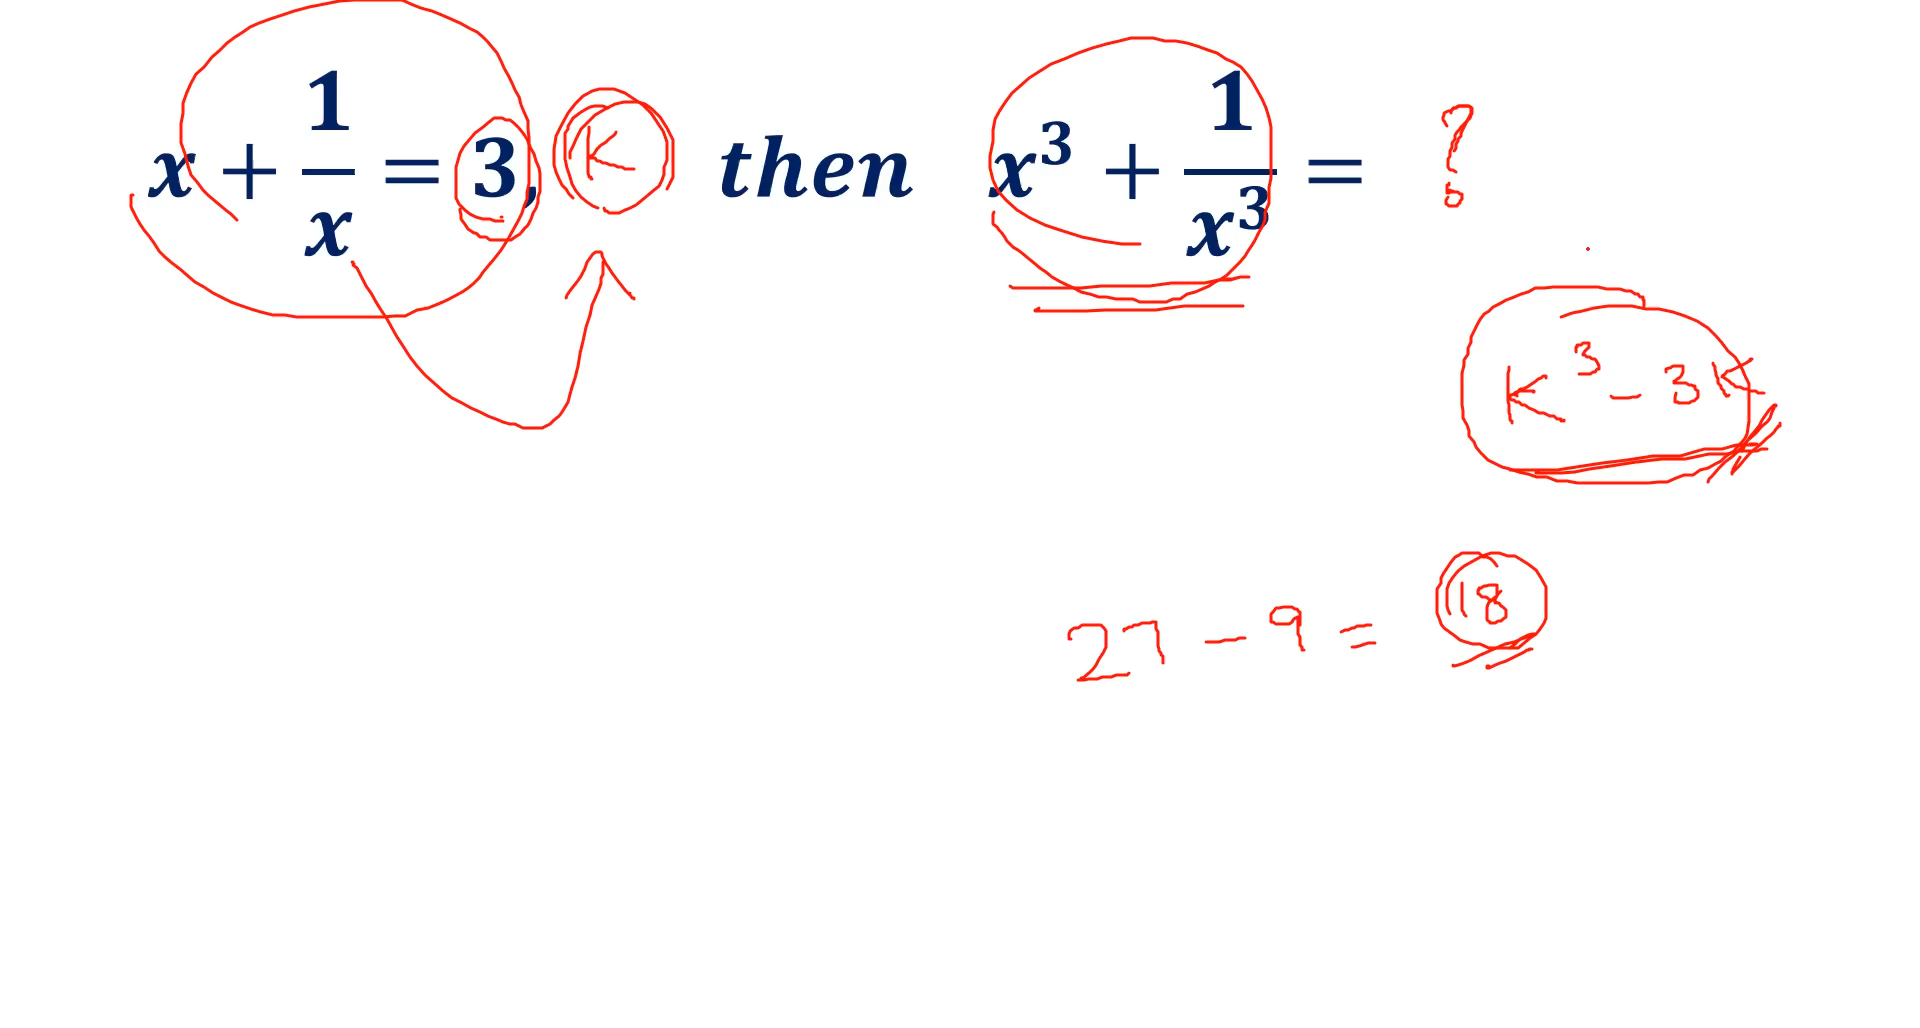 x + 1/x = 3, K then x³ + 1/x³ = ?
K³ - 3K
27 - 9 = 18